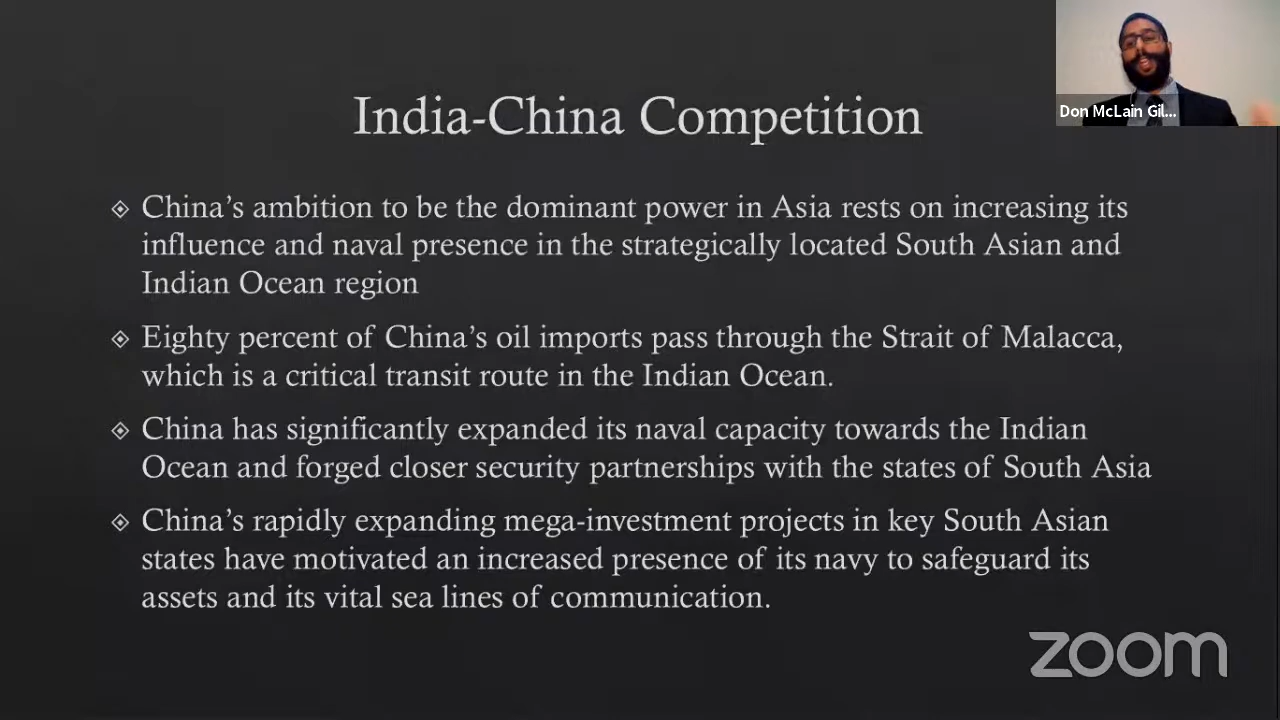 India-China Competition
Don McLain Gil...
China's ambition to be the dominant power in Asia rests on increasing its
influence and naval presence in the strategically located South Asian and
Indian Ocean region
Eighty percent of China's oil imports pass through the Strait of Malacca,
which is a critical transit route in the Indian Ocean.
China has significantly expanded its naval capacity towards the Indian
Ocean and forged closer security partnerships with the states of South Asia
China's rapidly expanding mega-investment projects in key South Asian
states have motivated an increased presence of its navy to safeguard its
assets and its vital sea lines of communication.
zoom